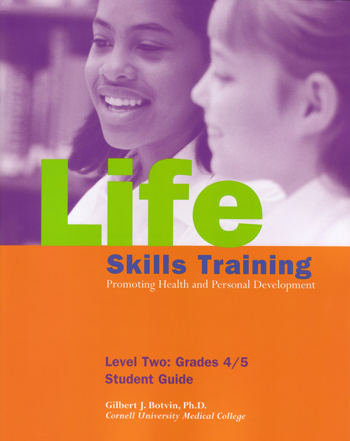 Life
Skills Training
Promoting Health and Personal Development
Level Two: Grades 4/5
Student Guide
Gilbert J. Botvin, Ph.D.
Cornell University Medical College